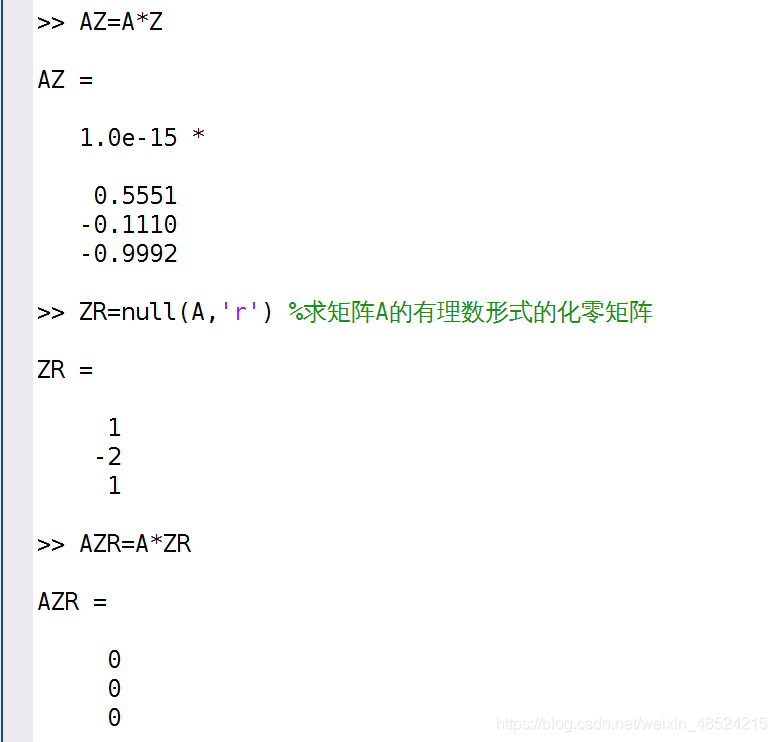 >> AZ=A*Z
AZ =
1.0e-15 *
0.5551
-0.1110
-0.9992
>> ZR=null(A,'r') %求矩阵A的有理数形式的化零矩阵
ZR =
1
-2
1
>> AZR=A*ZR
AZR =
0
0
0
https://blog.csdn.net/weixin_48524215